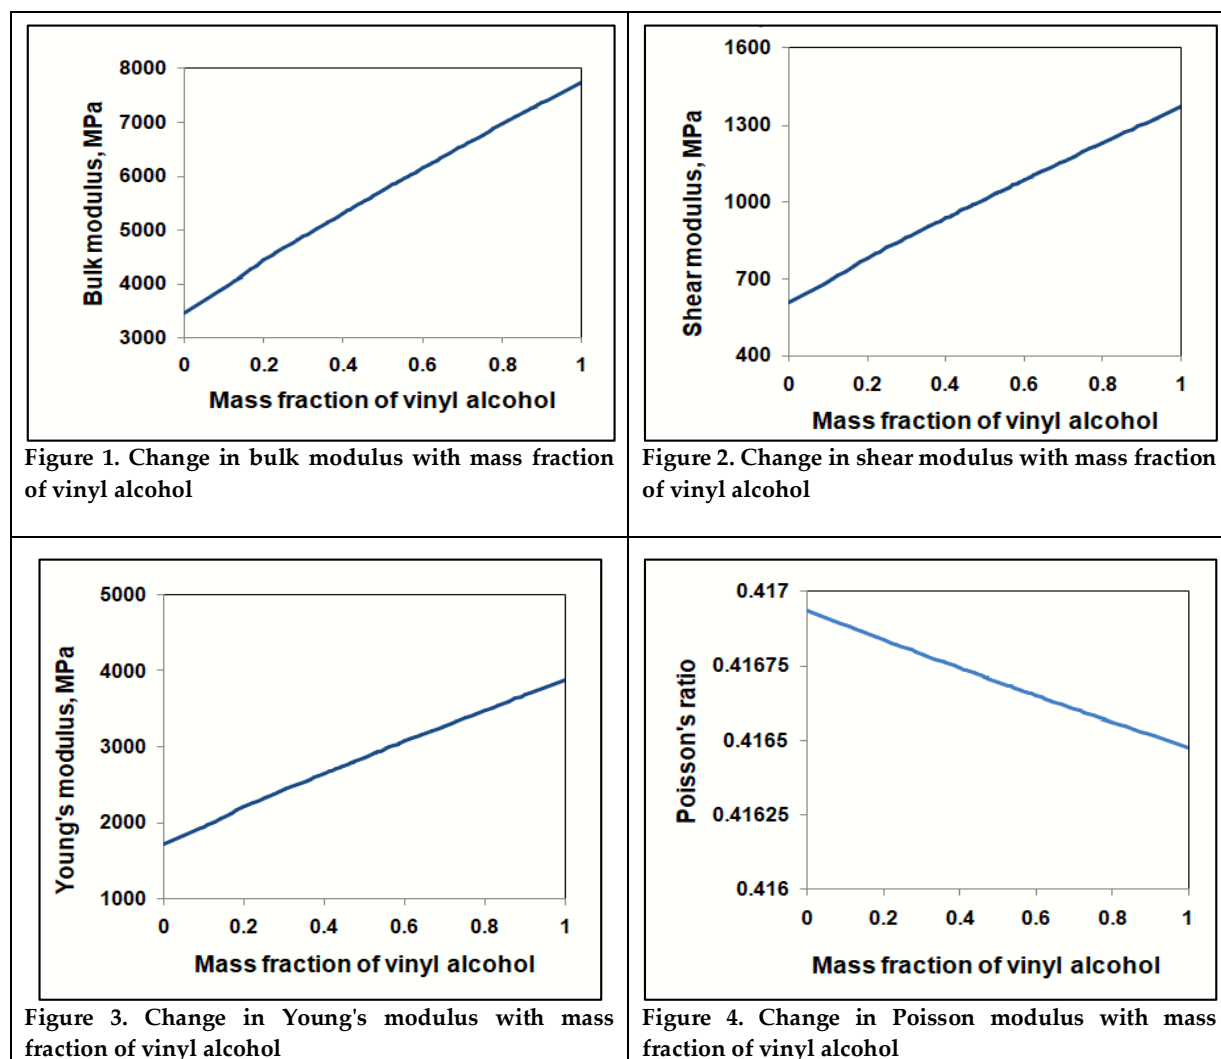 8000
7000
6000
5000
4000
3000
Bulk modulus, MPa
0 0.2 0.4 0.6 0.8 1
Mass fraction of vinyl alcohol
Figure 1. Change in bulk modulus with mass fraction
of vinyl alcohol
1600
1300
1000
700
400
Shear modulus, MPa
0 0.2 0.4 0.6 0.8 1
Mass fraction of vinyl alcohol
Figure 2. Change in shear modulus with mass fraction
of vinyl alcohol
5000
4000
3000
2000
1000
Young's modulus, MPa
0 0.2 0.4 0.6 0.8 1
Mass fraction of vinyl alcohol
Figure 3. Change in Young's modulus with mass
fraction of vinyl alcohol
0.417
0.41675
0.4165
0.41625
0.416
Poisson's ratio
0 0.2 0.4 0.6 0.8 1
Mass fraction of vinyl alcohol
Figure 4. Change in Poisson modulus with mass
fraction of vinyl alcohol